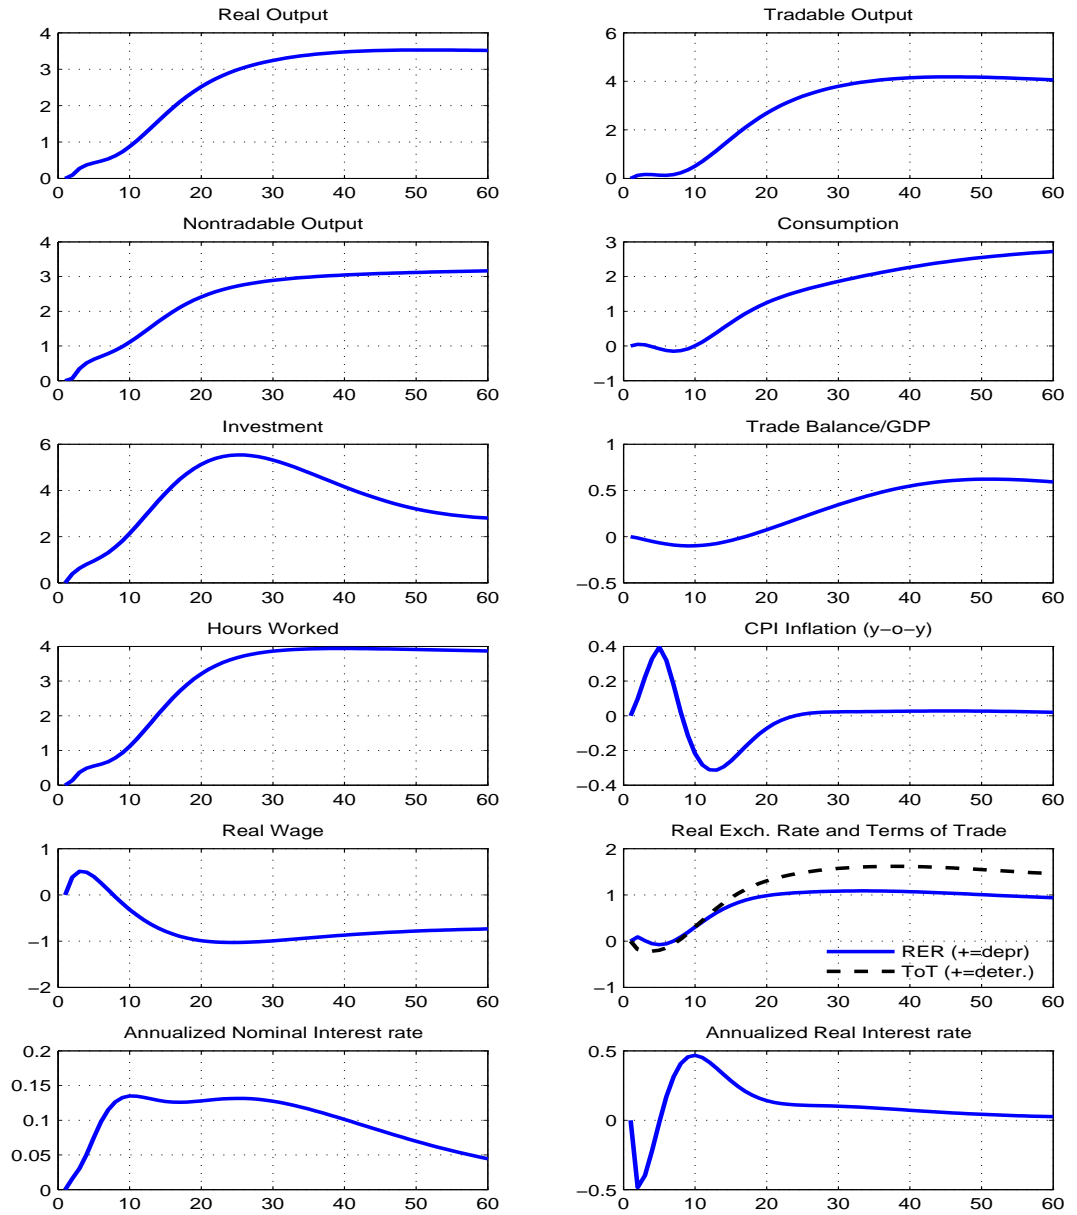 Real Output
4
3
2
1
0
0 10 20 30 40 50 60
Tradable Output
6
4
2
0
0 10 20 30 40 50 60
Nontradable Output
4
3
2
1
0
0 10 20 30 40 50 60
Consumption
3
2
1
0
−1
0 10 20 30 40 50 60
Investment
6
4
2
0
0 10 20 30 40 50 60
Trade Balance/GDP
1
0.5
0
−0.5
0 10 20 30 40 50 60
Hours Worked
4
3
2
1
0
0 10 20 30 40 50 60
CPI Inflation (y−o−y)
0.4
0.2
0
−0.2
−0.4
0 10 20 30 40 50 60
Real Wage
1
0
−1
−2
0 10 20 30 40 50 60
Real Exch. Rate and Terms of Trade
2
1
0
−1
RER (+=depr)
ToT (+=deter.)
0 10 20 30 40 50 60
Annualized Nominal Interest rate
0.2
0.15
0.1
0.05
0
0 10 20 30 40 50 60
Annualized Real Interest rate
0.5
0
−0.5
0 10 20 30 40 50 60